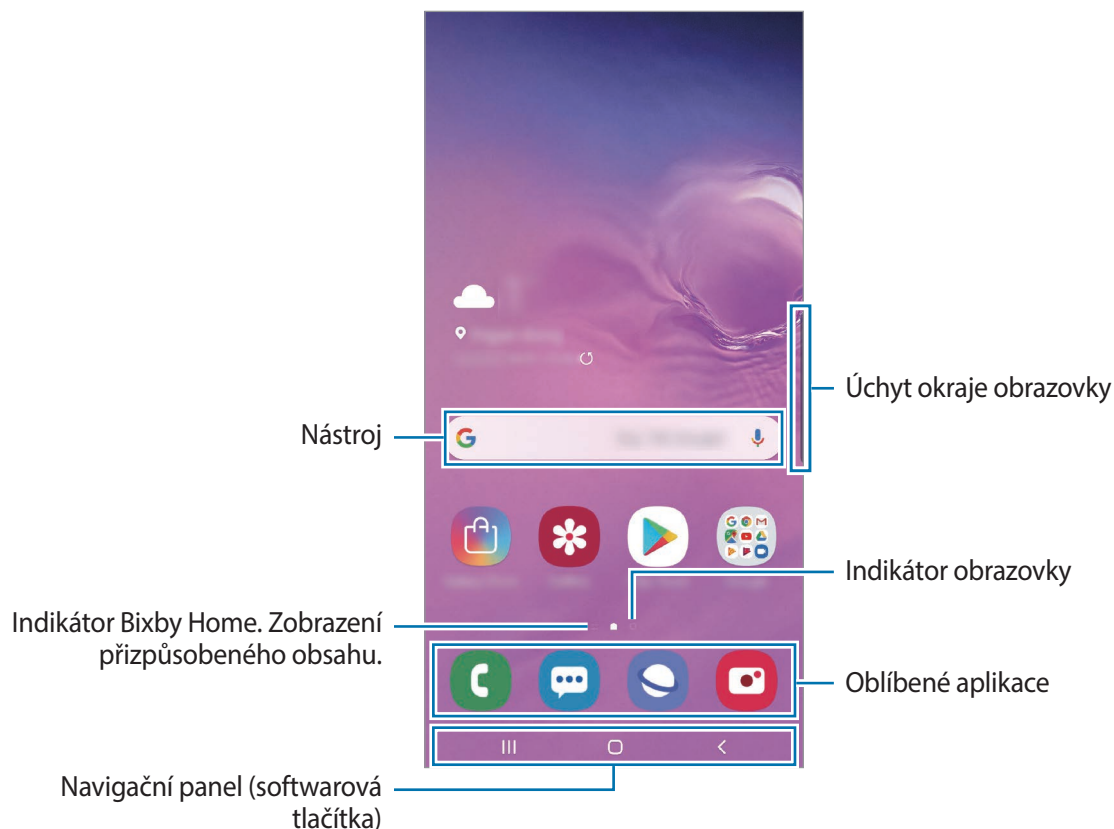 Úchyt okraje obrazovky
Nástroj
Indikátor obrazovky
Indikátor Bixby Home. Zobrazení
přizpůsobeného obsahu.
Oblíbené aplikace
Navigační panel (softwarová
tlačítka)